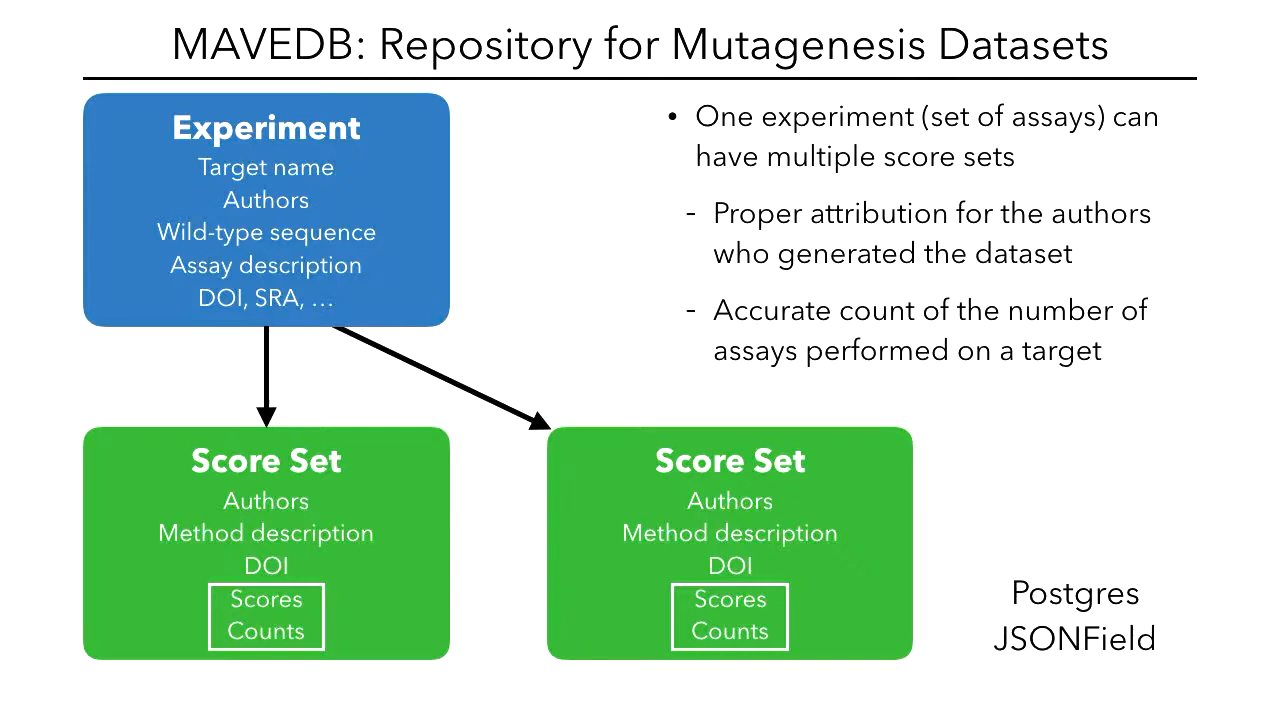 MAVEDB: Repository for Mutagenesis Datasets
Experiment
Target name
Authors
Wild-type sequence
Assay description
DOI, SRA, …
• One experiment (set of assays) can
have multiple score sets
- Proper attribution for the authors
who generated the dataset
- Accurate count of the number of
assays performed on a target
Score Set
Authors
Method description
DOI
Scores
Counts
Score Set
Authors
Method description
DOI
Scores
Counts
Postgres
JSONField